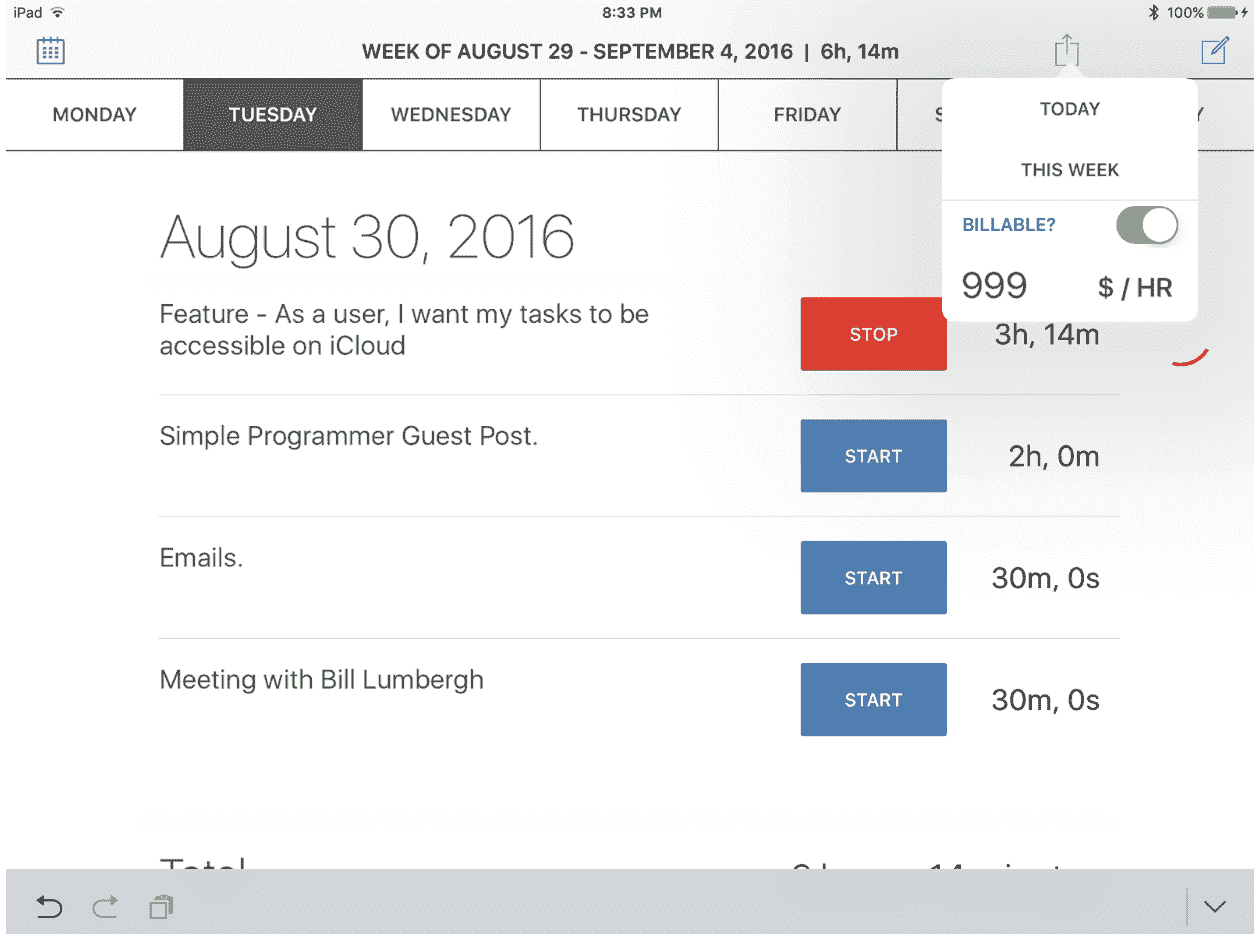 iPad 8:33 PM 100%
WEEK OF AUGUST 29 - SEPTEMBER 4, 2016 | 6h, 14m
MONDAY TUESDAY WEDNESDAY THURSDAY FRIDAY
TODAY
THIS WEEK
BILLABLE?
999 $ / HR
August 30, 2016
Feature - As a user, I want my tasks to be
accessible on iCloud
STOP 3h, 14m
Simple Programmer Guest Post.
START 2h, 0m
Emails.
START 30m, 0s
Meeting with Bill Lumbergh
START 30m, 0s
Total